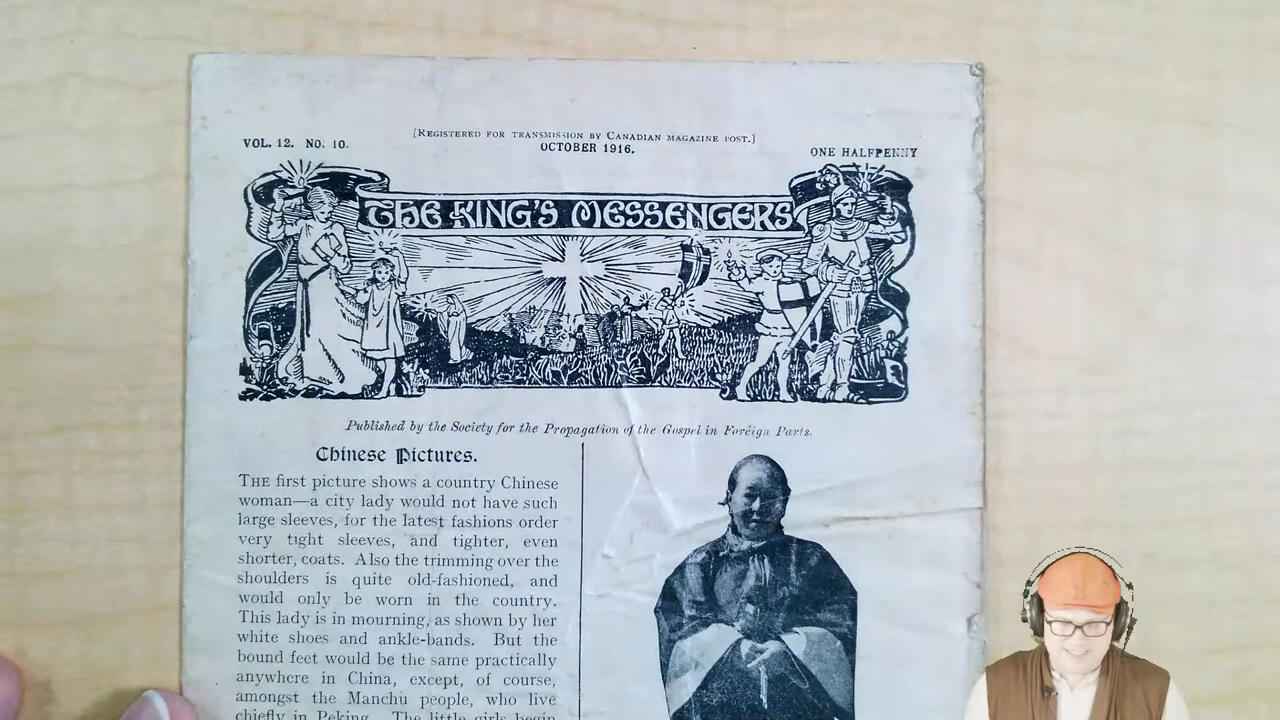 [REGISTERED FOR TRANSMISSION BY CANADIAN MAGAZINE POST.]
VOL. 12. NO. 10.
OCTOBER 1916.
ONE HALFPENNY
THE KING'S MESSENGERS
Published by the Society for the Propagation of the Gospel in Foreign Parts.
Chinese Pictures.
THE first picture shows a country Chinese
woman—a city lady would not have such
large sleeves, for the latest fashions order
very tight sleeves, and tighter, even
shorter, coats. Also the trimming over the
shoulders is quite old-fashioned, and
would only be worn in the country.
This lady is in mourning, as shown by her
white shoes and ankle-bands. But the
bound feet would be the same practically
anywhere in China, except, of course,
amongst the Manchu people, who live
chiefly in Peking. The little girls begin